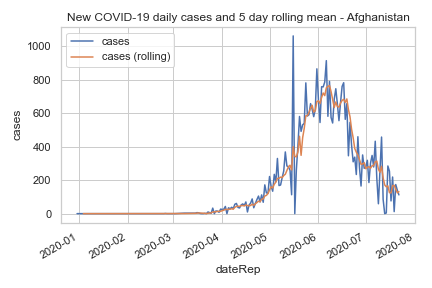 New COVID-19 daily cases and 5 day rolling mean - Afghanistan
cases
cases (rolling)
1000
800
600
400
200
0
cases
2020-01
2020-02
2020-03
2020-04
2020-05
2020-06
2020-07
2020-08
dateRep